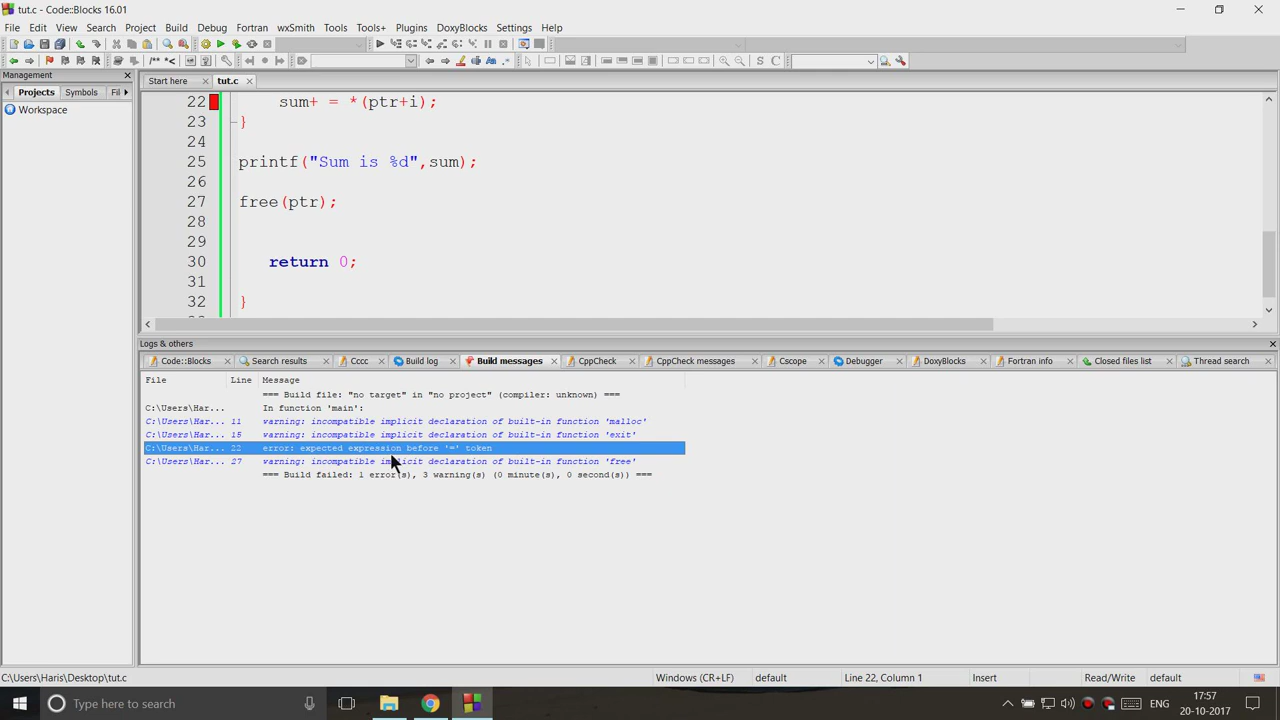 tut.c - Code::Blocks 16.01
File Edit View Search Project Build Debug Fortran wxSmith Tools Tools+ Plugins DoxyBlocks Settings Help
/** *<
Management
Start here tut.c
Projects Symbols Fil
Workspace
22 sum+ = *(ptr+i);
23 }
24
25 printf("Sum is %d",sum);
26
27 free(ptr);
28
29
30 return 0;
31
32 }
Logs & others
Code::Blocks Search results Cccc Build log Build messages CppCheck CppCheck messages Cscope Debugger DoxyBlocks Fortran info Closed files list Thread search
File Line Message
=== Build file: "no target" in "no project" (compiler: unknown) ===
C:\Users\Har... In function 'main':
C:\Users\Har... 11 warning: incompatible implicit declaration of built-in function 'malloc'
C:\Users\Har... 15 warning: incompatible implicit declaration of built-in function 'exit'
C:\Users\Har... 22 error: expected expression before '=' token
C:\Users\Har... 27 warning: incompatible implicit declaration of built-in function 'free'
=== Build failed: 1 error(s), 3 warning(s) (0 minute(s), 0 second(s)) ===
C:\Users\Haris\Desktop\tut.c Windows (CR+LF) default Line 22, Column 1 Insert Read/Write default
Type here to search ENG 17:57
20-10-2017